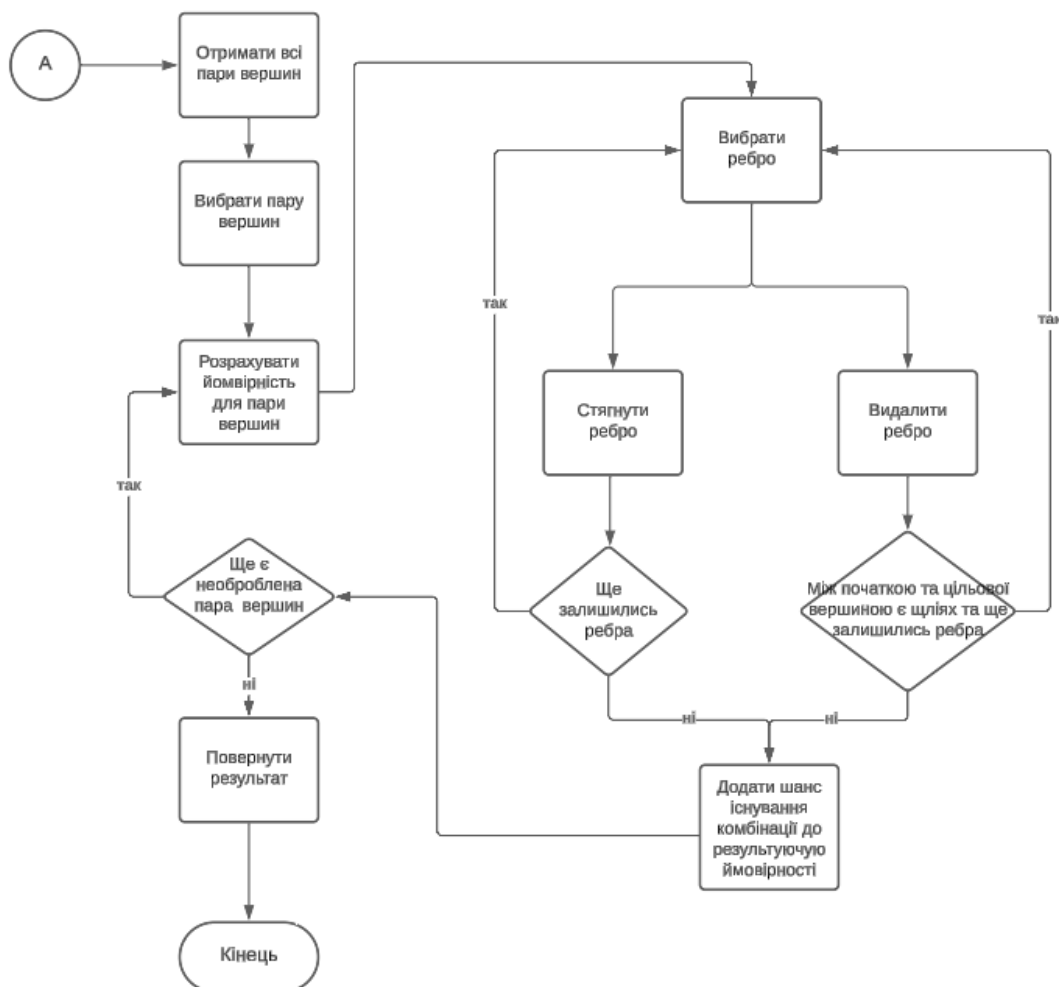 А
Отримати всі
пари вершин
Вибрати пару
вершин
Розрахувати
йомвірність
для пари
вершин
так
Ще є
необроблена
пара вершин
ні
Повернути
результат
Кінець
Вибрати
ребро
так
так
Стягнути
ребро
Видалити
ребро
Ще
залишились
ребра
Між початкою та цільової
вершиною є щліях та ще
залишились ребра
ні
ні
Додати шанс
існування
комбінації до
результуючую
ймовірності